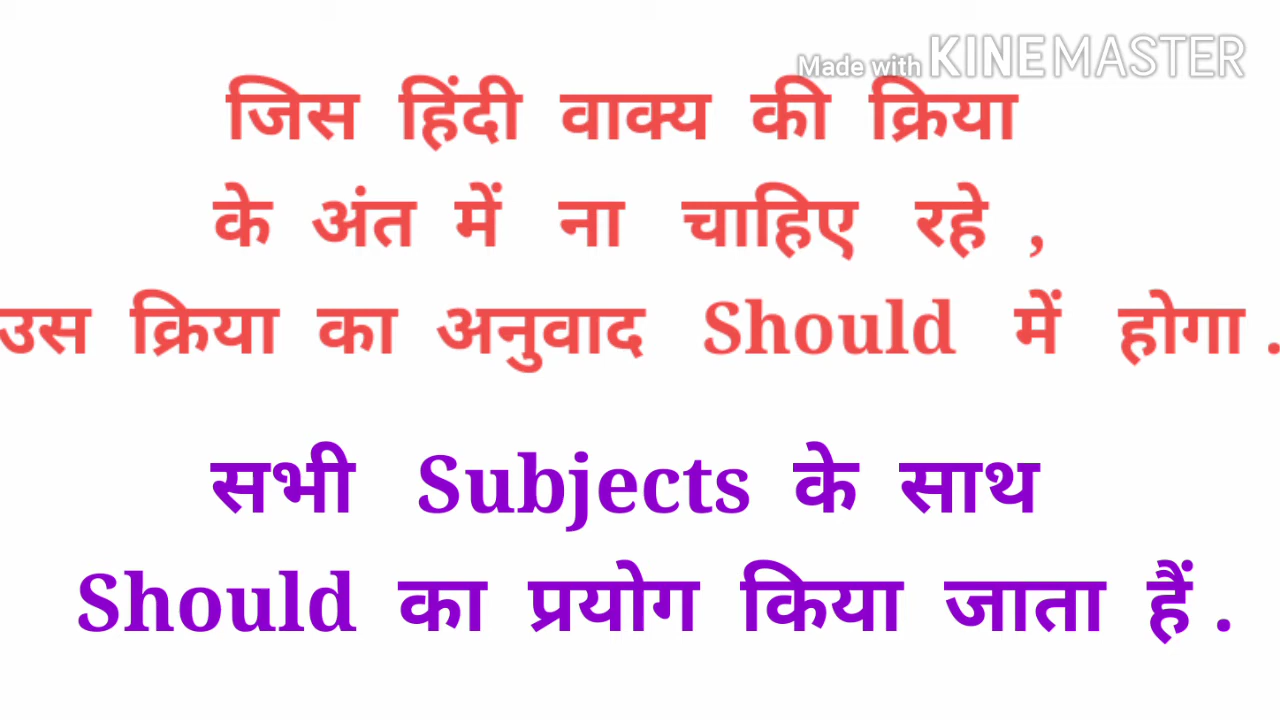 Made with KINEMASTER
जिस हिंदी वाक्य की क्रिया
के अंत में ना चाहिए रहे ,
उस क्रिया का अनुवाद Should में होगा .
सभी Subjects के साथ
Should का प्रयोग किया जाता हैं .